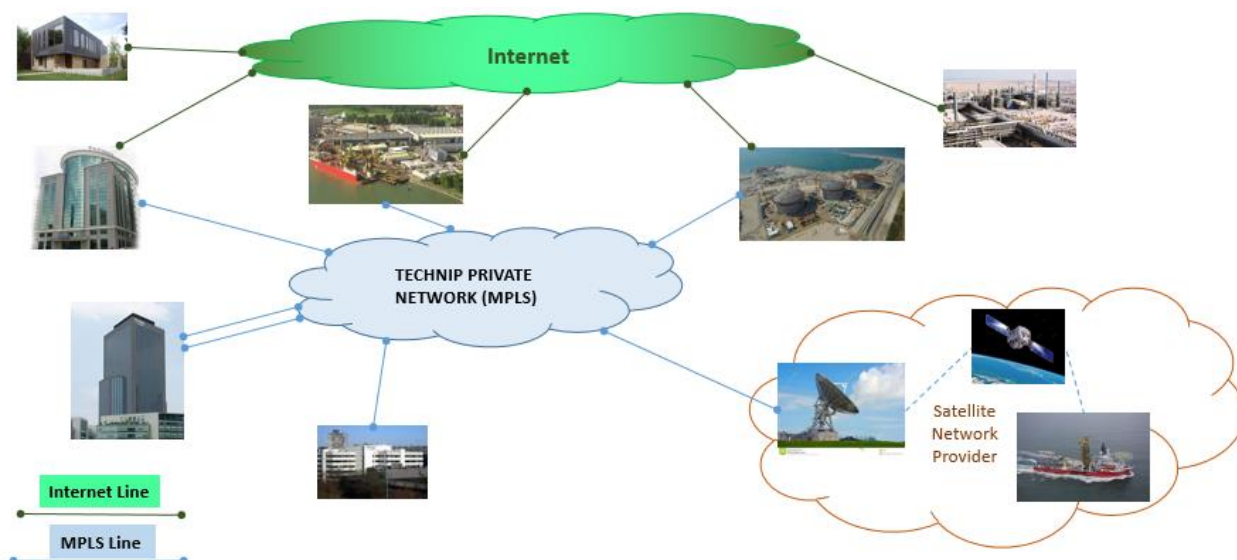 Internet
TECHNIP PRIVATE
NETWORK (MPLS)
Satellite
Network
Provider
Internet Line
MPLS Line